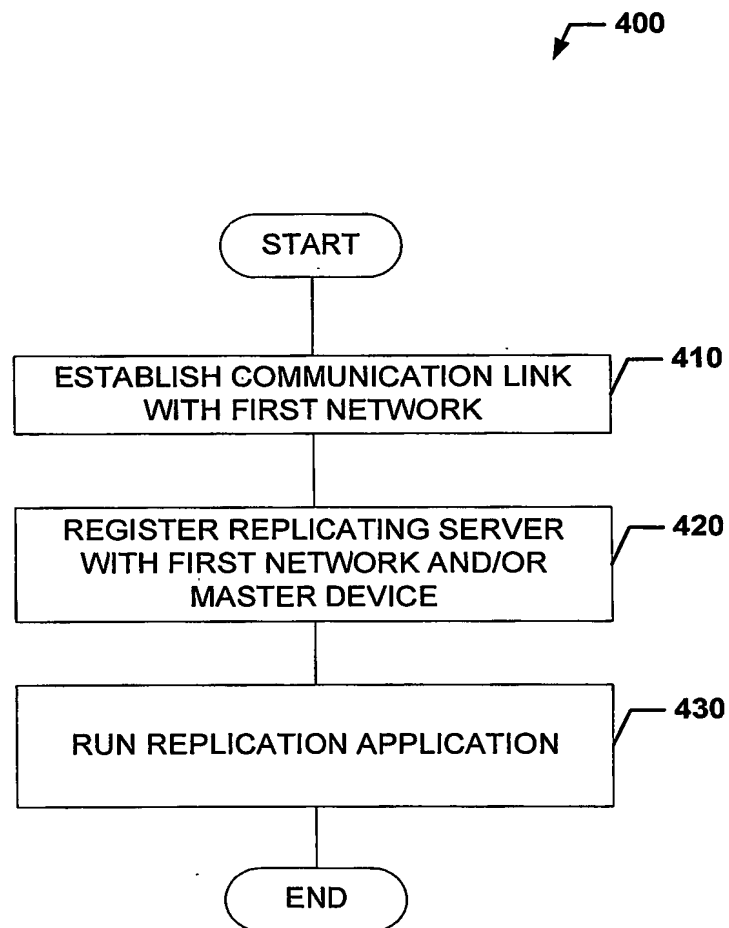 400
START
ESTABLISH COMMUNICATION LINK
WITH FIRST NETWORK
410
REGISTER REPLICATING SERVER
WITH FIRST NETWORK AND/OR
MASTER DEVICE
420
RUN REPLICATION APPLICATION
430
END